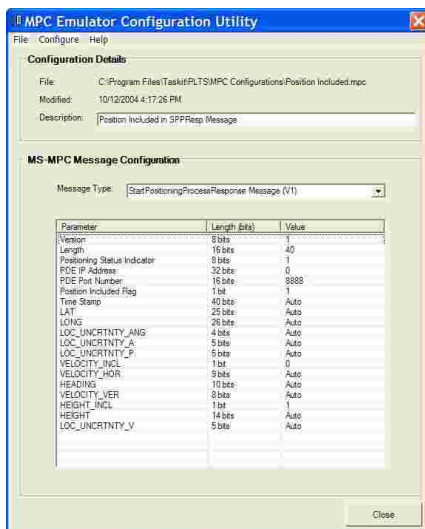 MPC Emulator Configuration Utility
File Configure Help
Configuration Details
File: C:\Program Files\Taskit\PLTS\MPC Configurations\Position Included.mpc
Modified: 10/12/2004 4:17:26 PM
Description: Position Included in SPPResp Message
MS-MPC Message Configuration
Message Type: StartPositioningProcessResponse Message (V1)
Parameter Length (bits) Value
Version 8 bits 1
Length 16 bits 40
Positioning Status Indicator 8 bits 1
PDE IP Address 32 bits 0
PDE Port Number 16 bits 8888
Position Included Flag 1 bit 1
Time Stamp 40 bits Auto
LAT 25 bits Auto
LONG 26 bits Auto
LOC_UNCRTNTY_ANG 4 bits Auto
LOC_UNCRTNTY_A 5 bits Auto
LOC_UNCRTNTY_P 5 bits Auto
VELOCITY_INCL 1 bit 0
VELOCITY_HOR 9 bits Auto
HEADING 10 bits Auto
VELOCITY_VER 8 bits Auto
HEIGHT_INCL 1 bit 1
HEIGHT 14 bits Auto
LOC_UNCRTNTY_V 5 bits Auto
Close